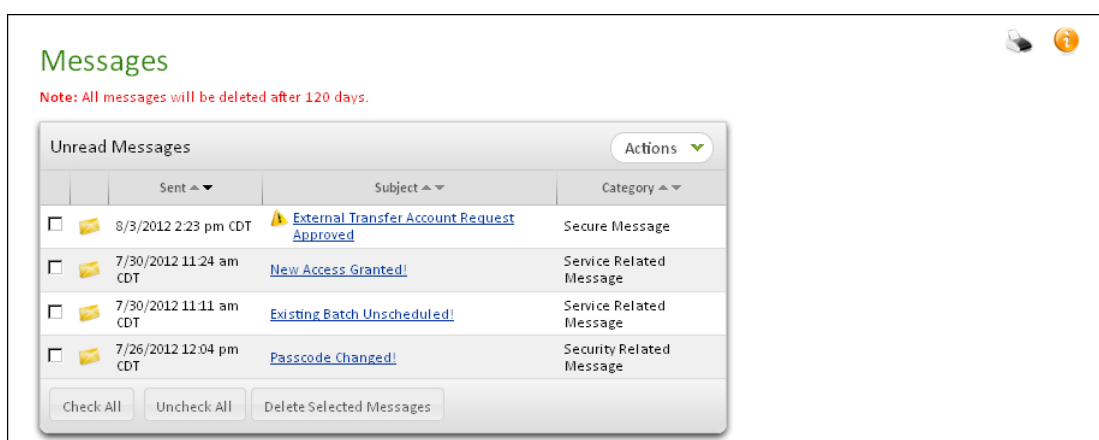 Messages
Note: All messages will be deleted after 120 days.
Unread Messages
Actions
Sent
Subject
Category
8/3/2012 2:23 pm CDT
External Transfer Account Request
Approved
Secure Message
7/30/2012 11:24 am
CDT
New Access Granted!
Service Related
Message
7/30/2012 11:11 am
CDT
Existing Batch Unscheduled!
Service Related
Message
7/26/2012 12:04 pm
CDT
Passcode Changed!
Security Related
Message
Check All
Uncheck All
Delete Selected Messages